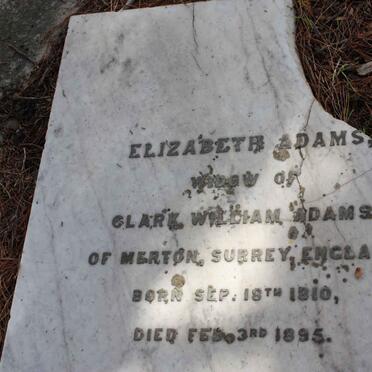 ELIZABETH ADAMS,
WIDOW OF
CLARK WILLIAM ADAMS
OF MERTON, SURREY, ENGLA
BORN SEP. 18TH 1810,
DIED FEB. 3RD 1895.